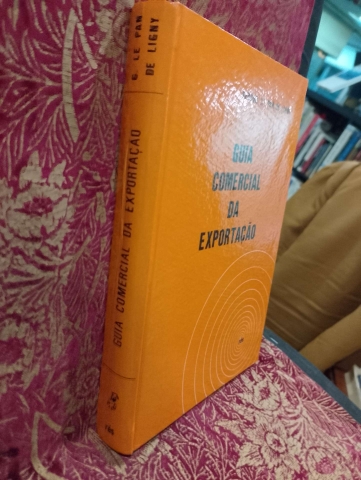 G. LE PAN
DE LIGNY
GUIA COMERCIAL DA EXPORTAÇÃO
GUIA
COMERCIAL
DA
EXPORTAÇÃO